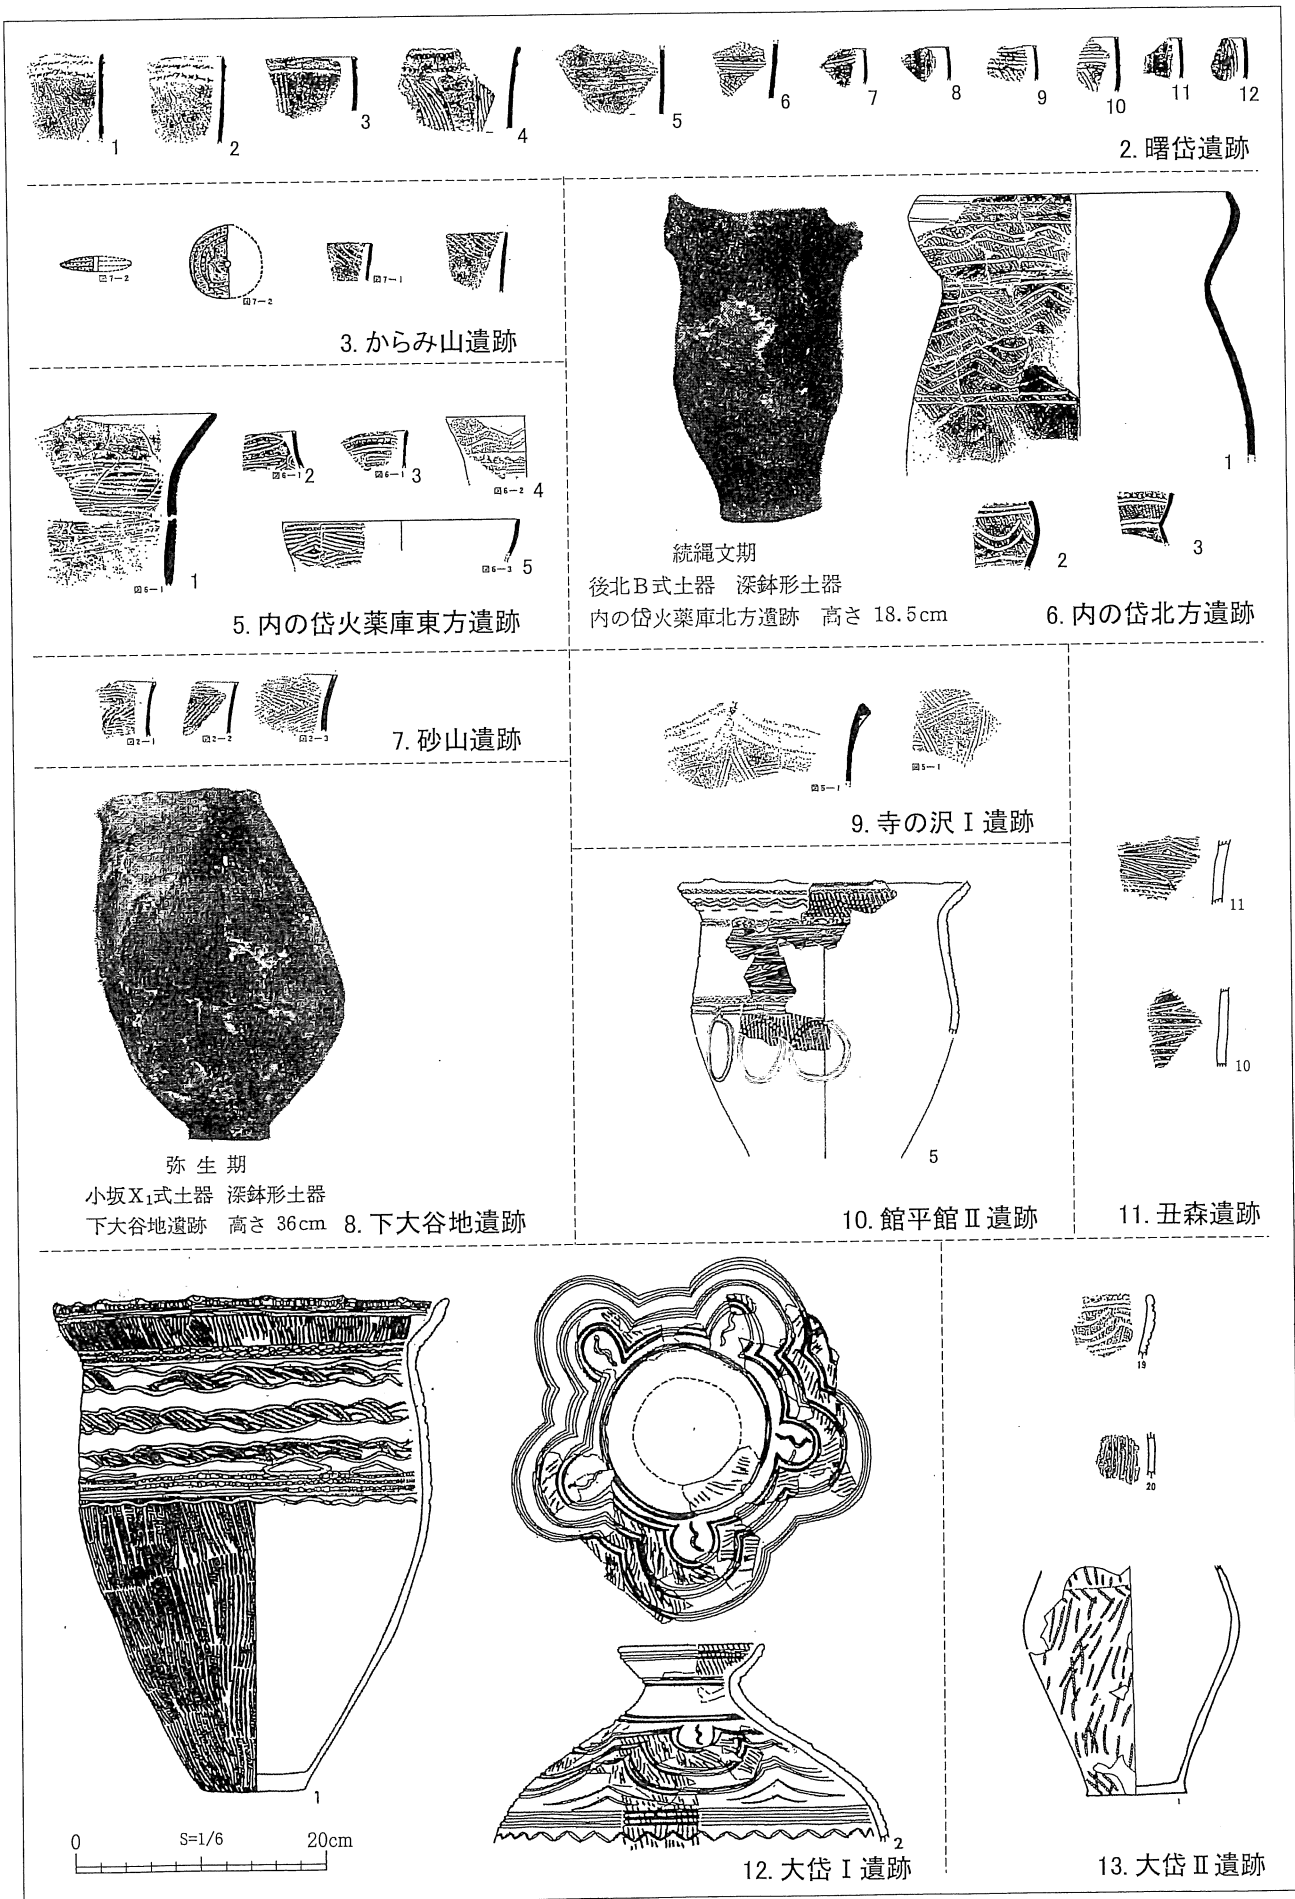 1 2 3 4 5 6 7 8 9 10 11 12
2. 曙岱遺跡
図7-2
図7-2
図7-1
3. からみ山遺跡
図6-1 1
図6-1 2
図6-1 3
図6-2 4
図6-3 5
5. 内の岱火薬庫東方遺跡
続縄文期
後北B式土器 深鉢形土器
内の岱火薬庫北方遺跡 高さ 18.5cm
1
2
3
6. 内の岱北方遺跡
図2-1 図2-2 図2-3
7. 砂山遺跡
弥生期
小坂X₁式土器 深鉢形土器
下大谷地遺跡 高さ 36cm
8. 下大谷地遺跡
図5-1
図5-1
9. 寺の沢Ⅰ遺跡
5
10. 館平館Ⅱ遺跡
11
10
11. 丑森遺跡
1
0 S=1/6 20cm
2
12. 大岱Ⅰ遺跡
19
20
1
13. 大岱Ⅱ遺跡